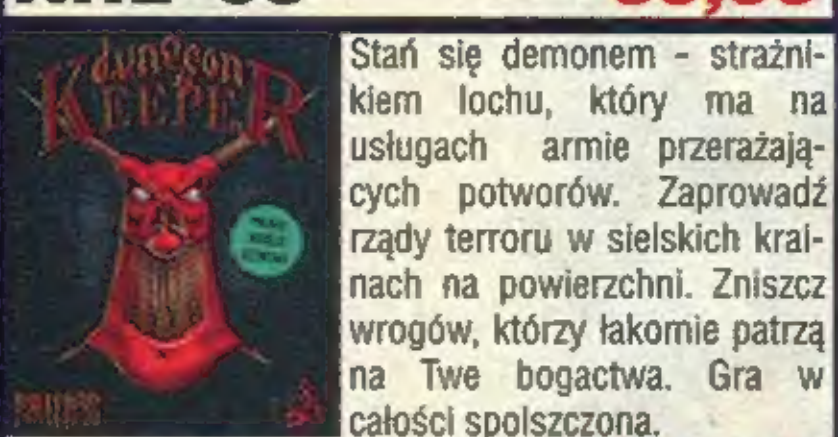 dungeon
KEEPER
Stań się demonem - strażni-
kiem lochu, który ma na
usługach armie przerażają-
cych potworów. Zaprowadź
rządy terroru w sielskich krai-
nach na powierzchni. Zniszcz
wrogów, którzy łakomie patrzą
na Twe bogactwa. Gra w
całości spolszczona.